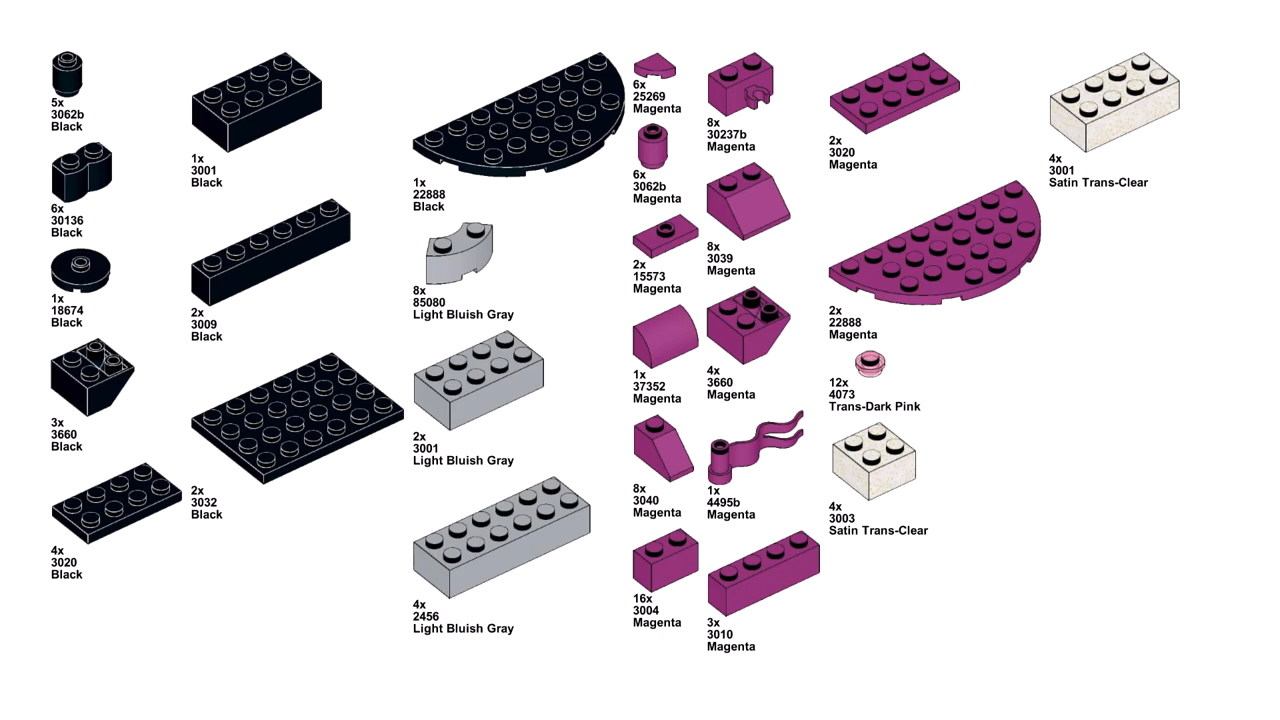 5x
3062b
Black
6x
30136
Black
1x
18674
Black
3x
3660
Black
4x
3020
Black
1x
3001
Black
2x
3009
Black
2x
3032
Black
1x
22888
Black
8x
85080
Light Bluish Gray
2x
3001
Light Bluish Gray
4x
2456
Light Bluish Gray
6x
25269
Magenta
6x
3062b
Magenta
2x
15573
Magenta
1x
37352
Magenta
8x
3040
Magenta
16x
3004
Magenta
8x
30237b
Magenta
8x
3039
Magenta
4x
3660
Magenta
1x
4495b
Magenta
3x
3010
Magenta
2x
3020
Magenta
2x
22888
Magenta
12x
4073
Trans-Dark Pink
4x
3003
Satin Trans-Clear
4x
3001
Satin Trans-Clear